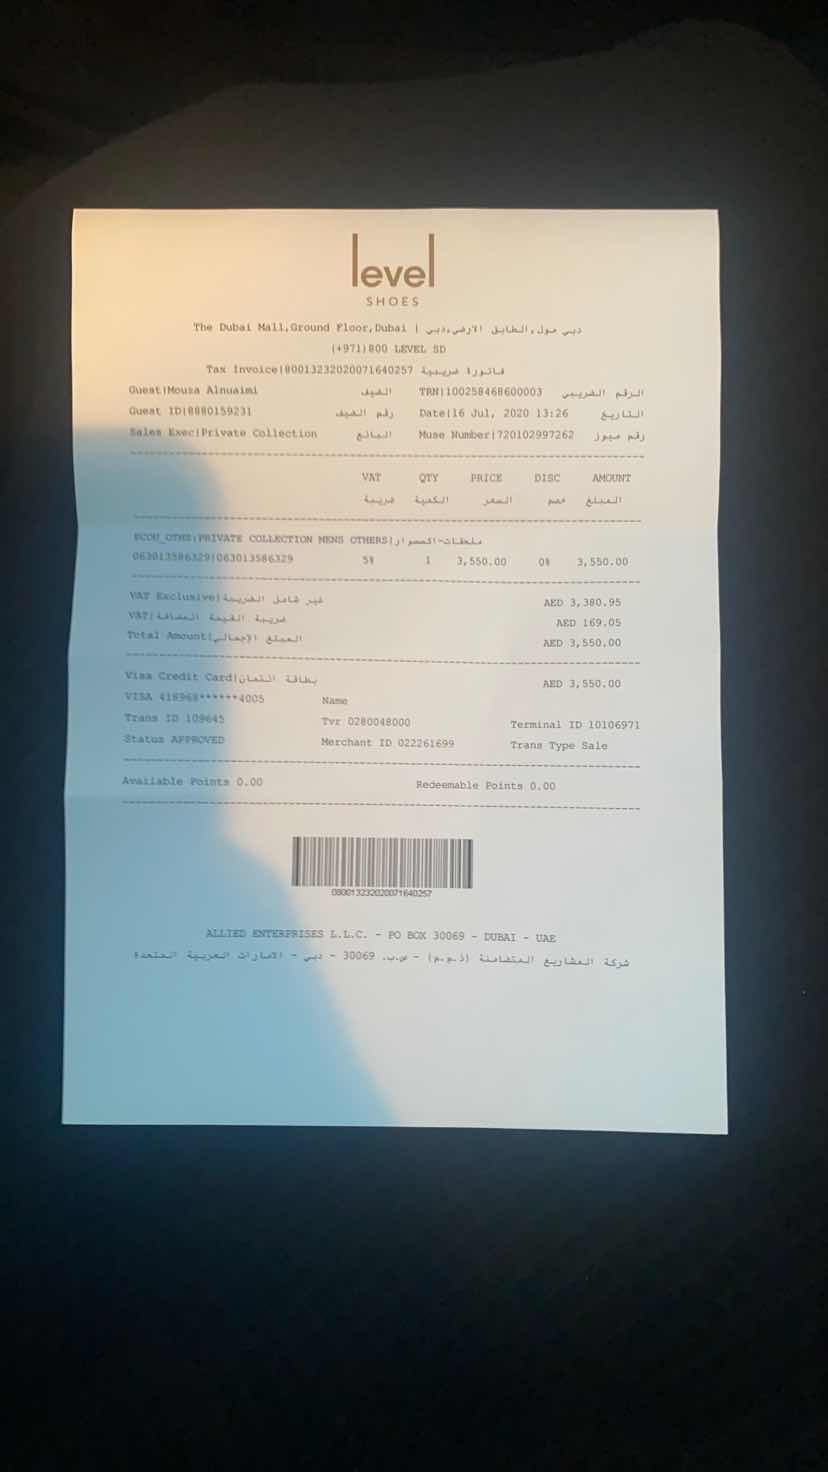 level
SHOES
The Dubai Mall,Ground Floor,Dubai | دبي مول,الطابق الارضي,دبي
(+971)800 LEVEL SD
Tax Invoice|80013232020071640257 فاتورة ضريبية
Guest|Mouza Alnuaimi الضيف TRN|100258468600003 الرقم الضريبي
Guest ID|8880159231 رقم الضيف Date|16 Jul, 2020 13:26 التاريخ
Sales Exec|Private Collection البائع Muse Number|720102997262 رقم ميوز
VAT QTY PRICE DISC AMOUNT
ضريبة الكمية السعر خصم المبلغ
PRIVATE COLLECTION MENS OTHERS|ملحقات-اكسسوار
063013586329|063013586329 5% 1 3,550.00 0% 3,550.00
VAT Exclusive|غير شامل الضريبة AED 3,380.95
VAT|ضريبة القيمة المضافة AED 169.05
Total Amount|المبلغ الإجمالي AED 3,550.00
Visa Credit Card|بطاقة ائتمان AED 3,550.00
VISA 418968******4005 Name
Trans ID 109645 Tvr 0280048000 Terminal ID 10106971
Status APPROVED Merchant ID 022261699 Trans Type Sale
Available Points 0.00 Redeemable Points 0.00
080013232020071640257
ALLIED ENTERPRISES L.L.C. - PO BOX 30069 - DUBAI - UAE
شركة المشاريع المتضامنة (ذ.م.م) - ص.ب. 30069 - دبي - الامارات العربية المتحدة